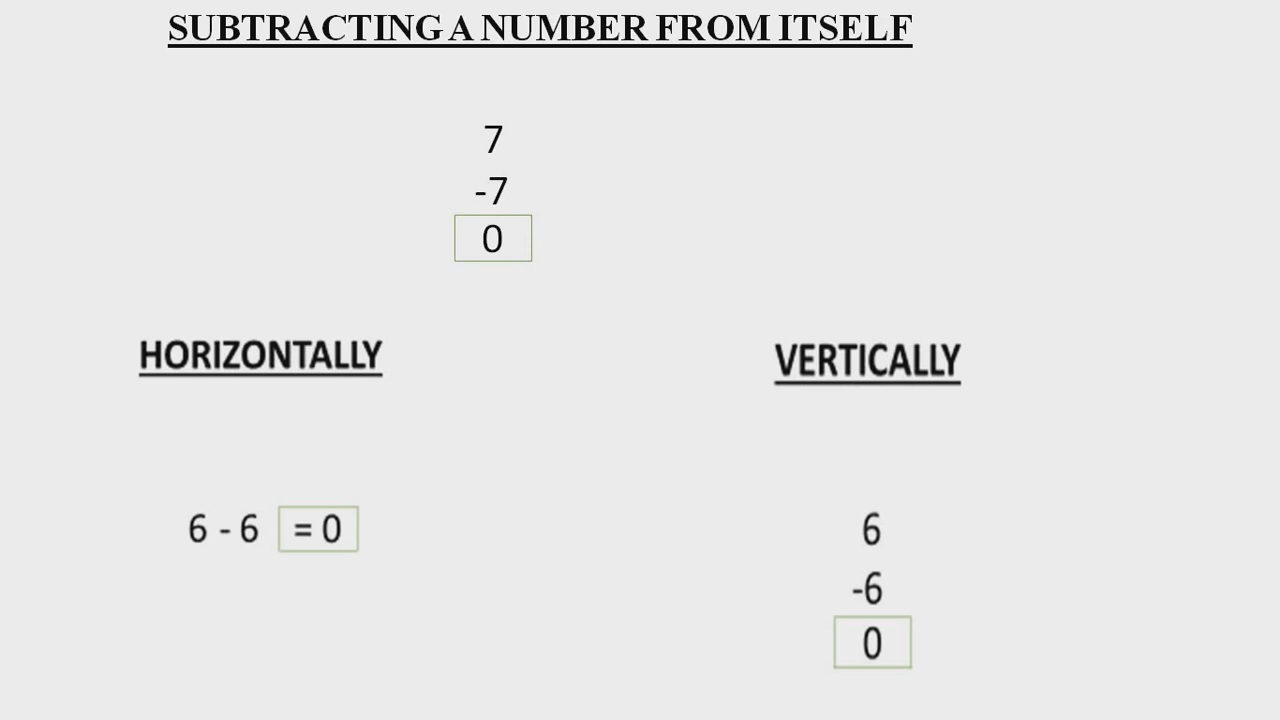 SUBTRACTING A NUMBER FROM ITSELF
7
-7
0
HORIZONTALLY
VERTICALLY
6 - 6 = 0
6
-6
0